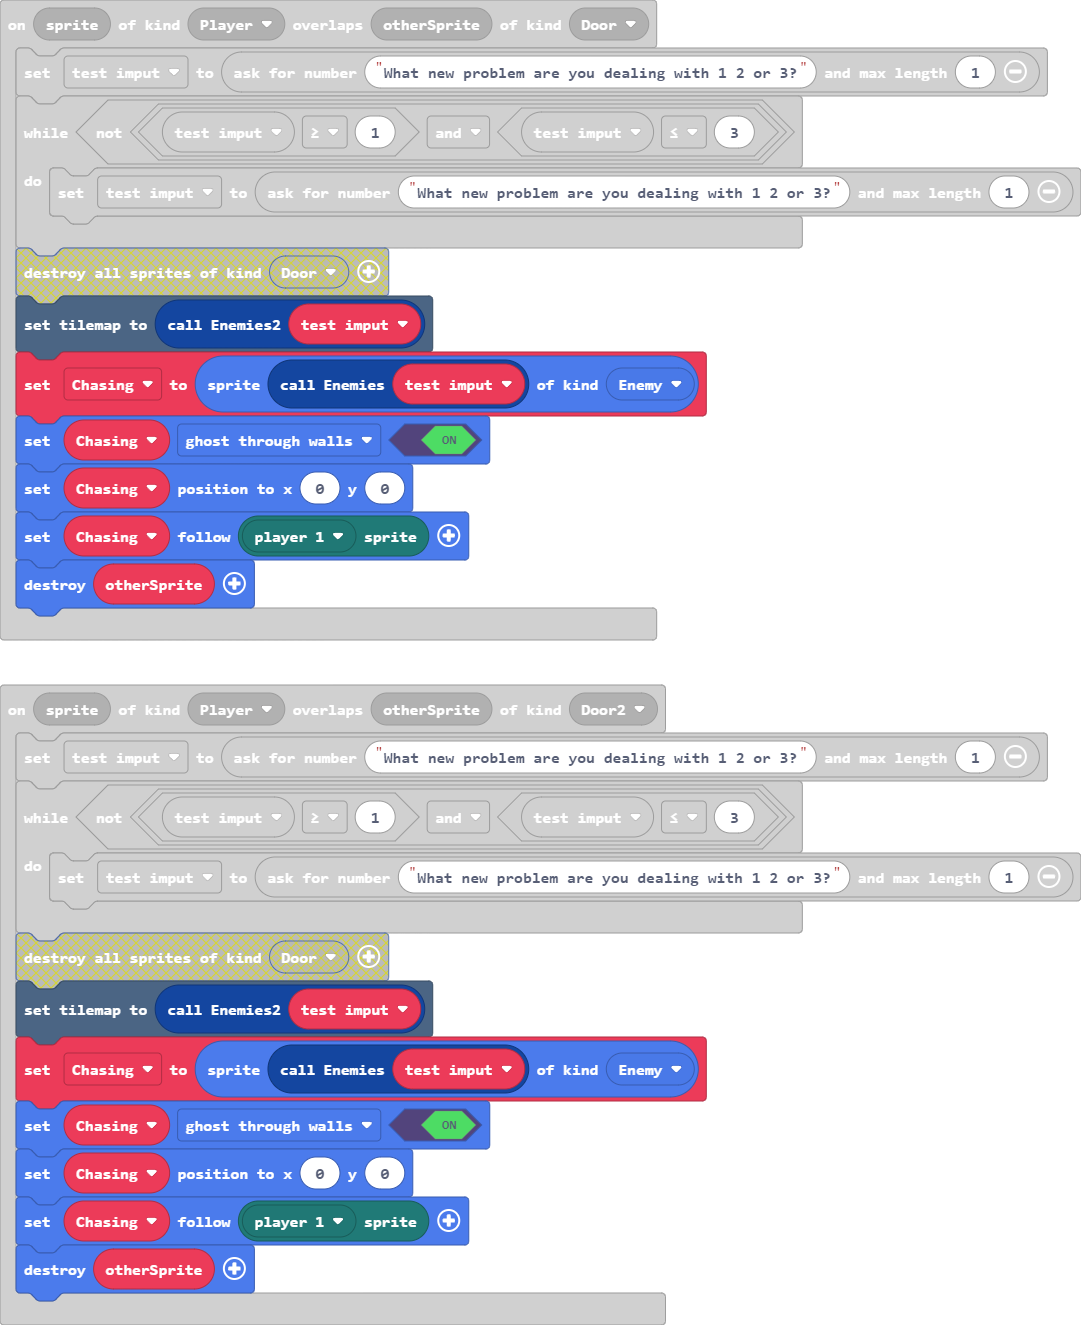 on sprite of kind Player overlaps otherSprite of kind Door
set test imput to ask for number "What new problem are you dealing with 1 2 or 3?" and max length 1
while not test imput ≥ 1 and test imput ≤ 3
do set test imput to ask for number "What new problem are you dealing with 1 2 or 3?" and max length 1
destroy all sprites of kind Door
set tilemap to call Enemies2 test imput
set Chasing to sprite call Enemies test imput of kind Enemy
set Chasing ghost through walls ON
set Chasing position to x 0 y 0
set Chasing follow player 1 sprite
destroy otherSprite
on sprite of kind Player overlaps otherSprite of kind Door2
set test imput to ask for number "What new problem are you dealing with 1 2 or 3?" and max length 1
while not test imput ≥ 1 and test imput ≤ 3
do set test imput to ask for number "What new problem are you dealing with 1 2 or 3?" and max length 1
destroy all sprites of kind Door
set tilemap to call Enemies2 test imput
set Chasing to sprite call Enemies test imput of kind Enemy
set Chasing ghost through walls ON
set Chasing position to x 0 y 0
set Chasing follow player 1 sprite
destroy otherSprite